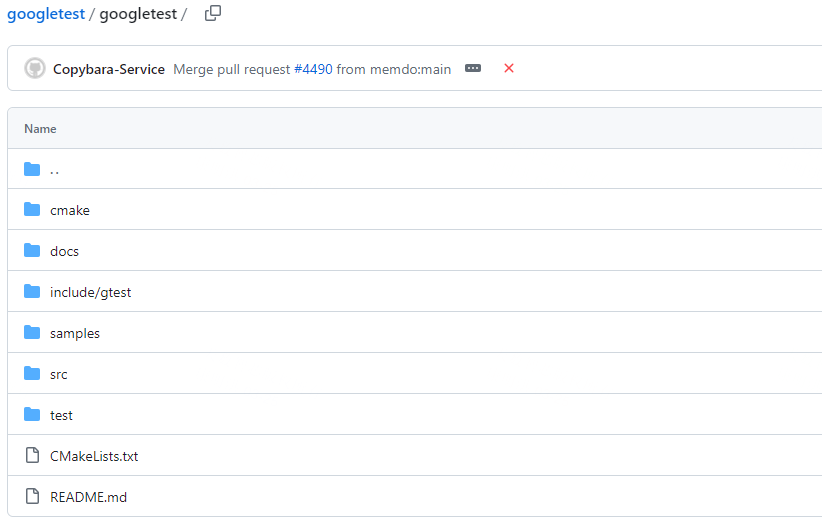 googletest / googletest /
Copybara-Service Merge pull request #4490 from memdo:main
Name
..
cmake
docs
include/gtest
samples
src
test
CMakeLists.txt
README.md